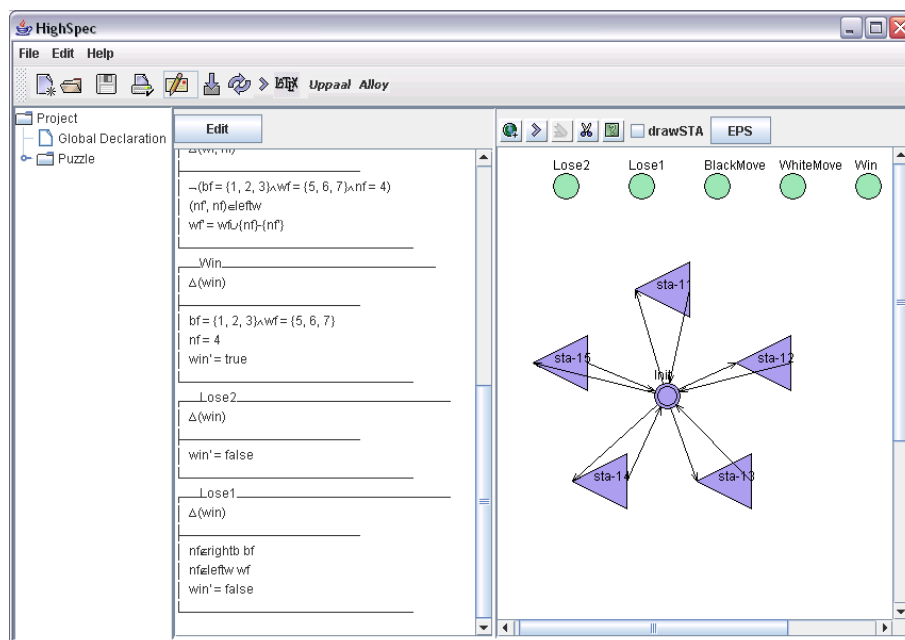 HighSpec
File Edit Help
LATEX Uppaal Alloy
Project
Global Declaration
Puzzle
Edit
¬(bf = {1, 2, 3}∧wf = {5, 6, 7}∧nf = 4)
(nf', nf)∈leftw
wf' = wf∪{nf}-{nf'}
Win
Δ(win)
bf = {1, 2, 3}∧wf = {5, 6, 7}
nf = 4
win' = true
Lose2
Δ(win)
win' = false
Lose1
Δ(win)
nf∉rightb bf
nf∉leftw wf
win' = false
drawSTA EPS
Lose2 Lose1 BlackMove WhiteMove Win
sta-11
sta-15 sta-12
Init
sta-14 sta-13